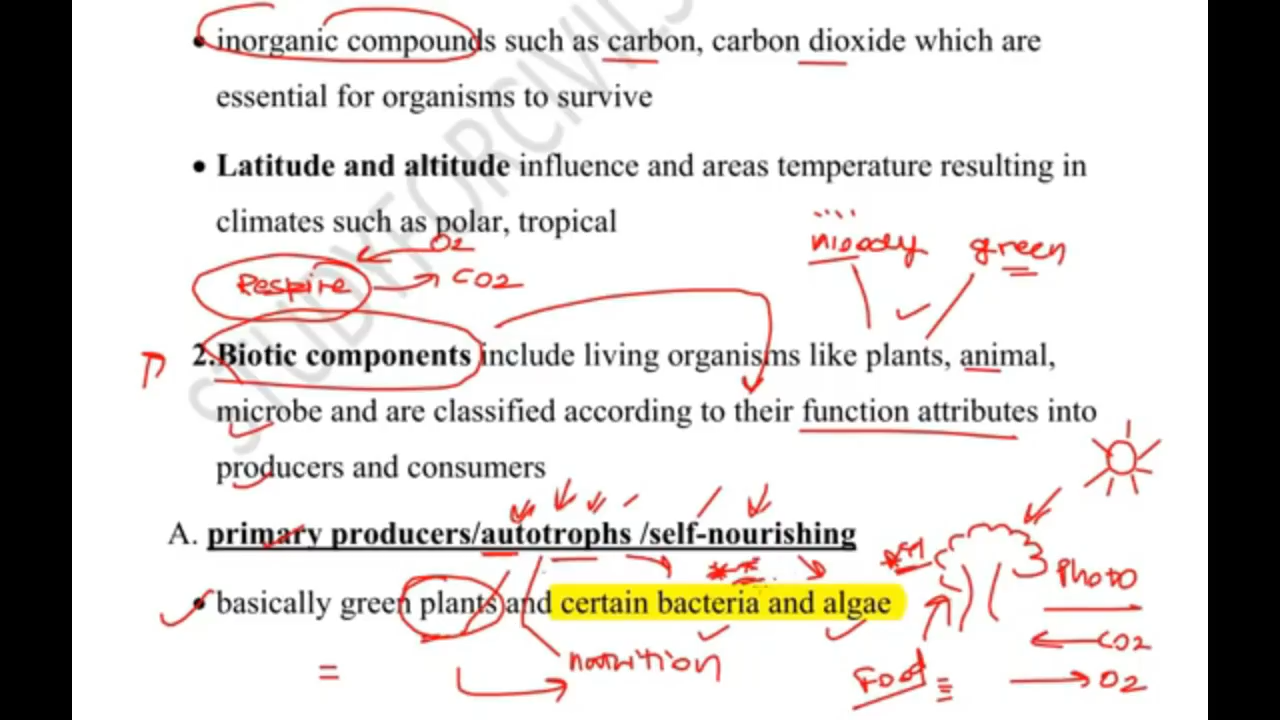 • inorganic compounds such as carbon, carbon dioxide which are
essential for organisms to survive
• Latitude and altitude influence and areas temperature resulting in
climates such as polar, tropical
O2
Respire CO2
woody green
2.Biotic components include living organisms like plants, animal,
microbe and are classified according to their function attributes into
producers and consumers
A. primary producers/autotrophs /self-nourishing
• basically green plants and certain bacteria and algae
Photo
CO2
nutrition
Food
O2
STUDYFORCIVILS